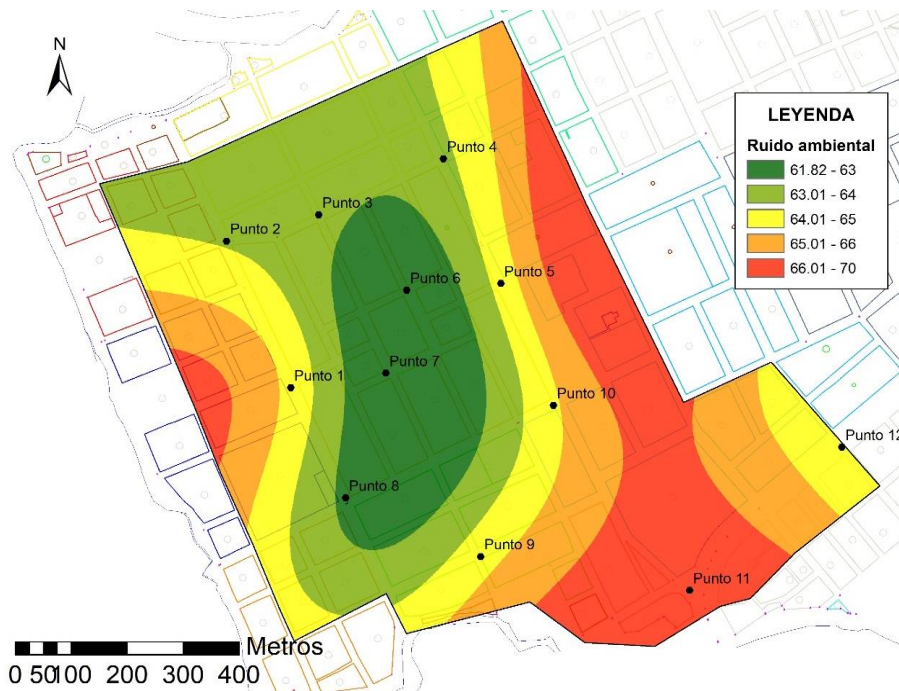 N
LEYENDA
Ruido ambiental
61.82 - 63
63.01 - 64
64.01 - 65
65.01 - 66
66.01 - 70
Punto 4
Punto 3
Punto 2
Punto 5
Punto 6
Punto 7
Punto 1
Punto 10
Punto 12
Punto 8
Punto 9
Punto 11
Metros
0 50 100 200 300 400